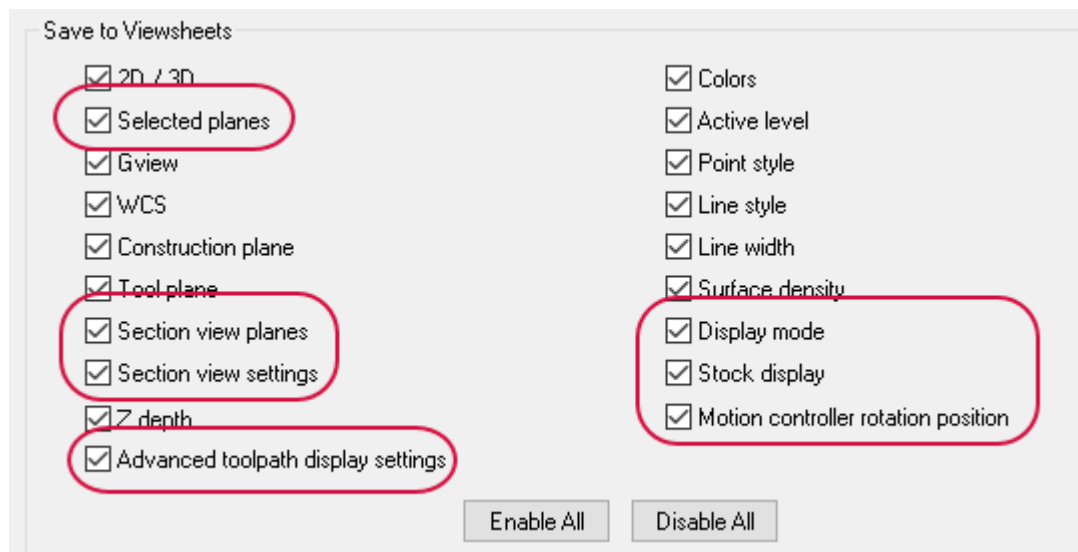 Save to Viewsheets
2D / 3D
Selected planes
Gview
WCS
Construction plane
Tool plane
Section view planes
Section view settings
Z depth
Advanced toolpath display settings
Colors
Active level
Point style
Line style
Line width
Surface density
Display mode
Stock display
Motion controller rotation position
Enable All
Disable All